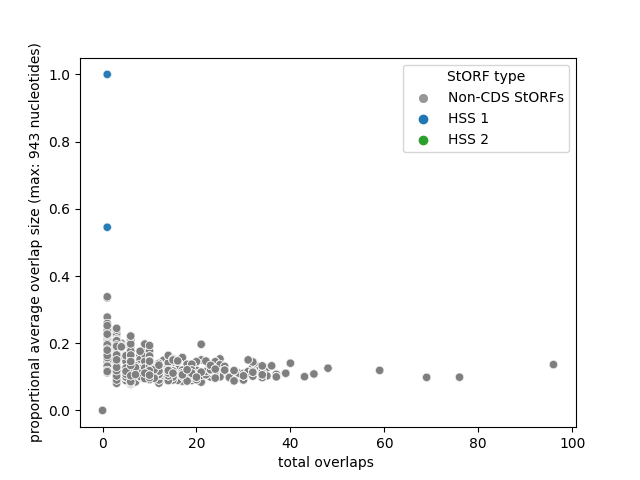 StORF type
Non-CDS StORFs
HSS 1
HSS 2
proportional average overlap size (max: 943 nucleotides)
1.0
0.8
0.6
0.4
0.2
0.0
0 20 40 60 80 100
total overlaps